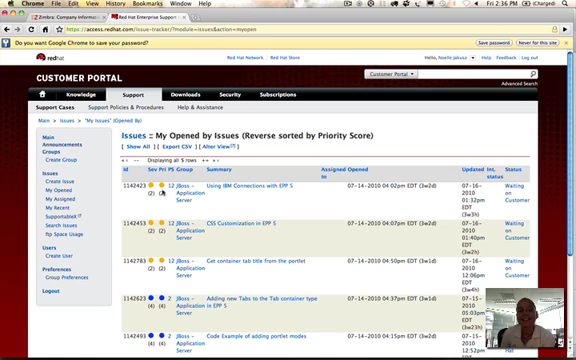 Chrome File Edit View History Bookmarks Window Help
2:36 PM
(Charged)
Zimbra: Company Informat...
Red Hat Enterprise Support...
https://access.redhat.com/issue-tracker/?module=issues&action=myopen
Do you want Google Chrome to save your password?
Save password
Never for this site
redhat
Red Hat Network
Red Hat Store
Hi, Noelle Jakusz
Feedback
Log out
CUSTOMER PORTAL
Customer Portal
Advanced Search
Knowledge
Support
Downloads
Security
Subscriptions
Support Cases
Support Policies & Procedures
Help & Assistance
Main > Issues > "My Issues" (Opened By)
Main
Announcements
Groups
Create Group
Issues
Create Issue
My Opened
My Assigned
My Recent
SupportableX
Search Issues
Ftp Space Usage
Users
Create User
Preferences
Group Preferences
Logout
Issues :: My Opened by Issues (Reverse sorted by Priority Score)
[ Show All ] [ Export CSV ] [ Alter View[?] ]
Displaying all 5 rows
Id Sev Pri PS Group Summary Assigned Opened Updated Int. status Status
1142423 (2) 12 JBoss Application Server Using IBM Connections with EPP 5 07-14-2010 04:02pm EDT (3w2d) 07-16-2010 01:32pm EDT (3w3h) Waiting on Customer
1142453 (2) (2) 12 JBoss Application Server CSS Customization in EPP 5 07-14-2010 04:07pm EDT (3w2d) 07-16-2010 01:40pm EDT (3w2h) Waiting on Customer
1142783 (2) (2) 12 JBoss Application Server Get container tab title from the portlet 07-14-2010 04:50pm EDT (3w1d) 07-16-2010 12:06pm EDT (3w4h) Waiting on Customer
1142623 (4) (4) 2 JBoss Application Server Adding new Tabs to the Tab container type in EPP 5 07-14-2010 04:31pm EDT (3w1d) 07-15-2010 05:03pm EDT (3w23h) Waiting on Customer
1142493 (4) (4) 2 JBoss Application Code Example of adding portlet modes 07-14-2010 04:15pm EDT (3w2d) 07-15-2010 12:52pm Waiting